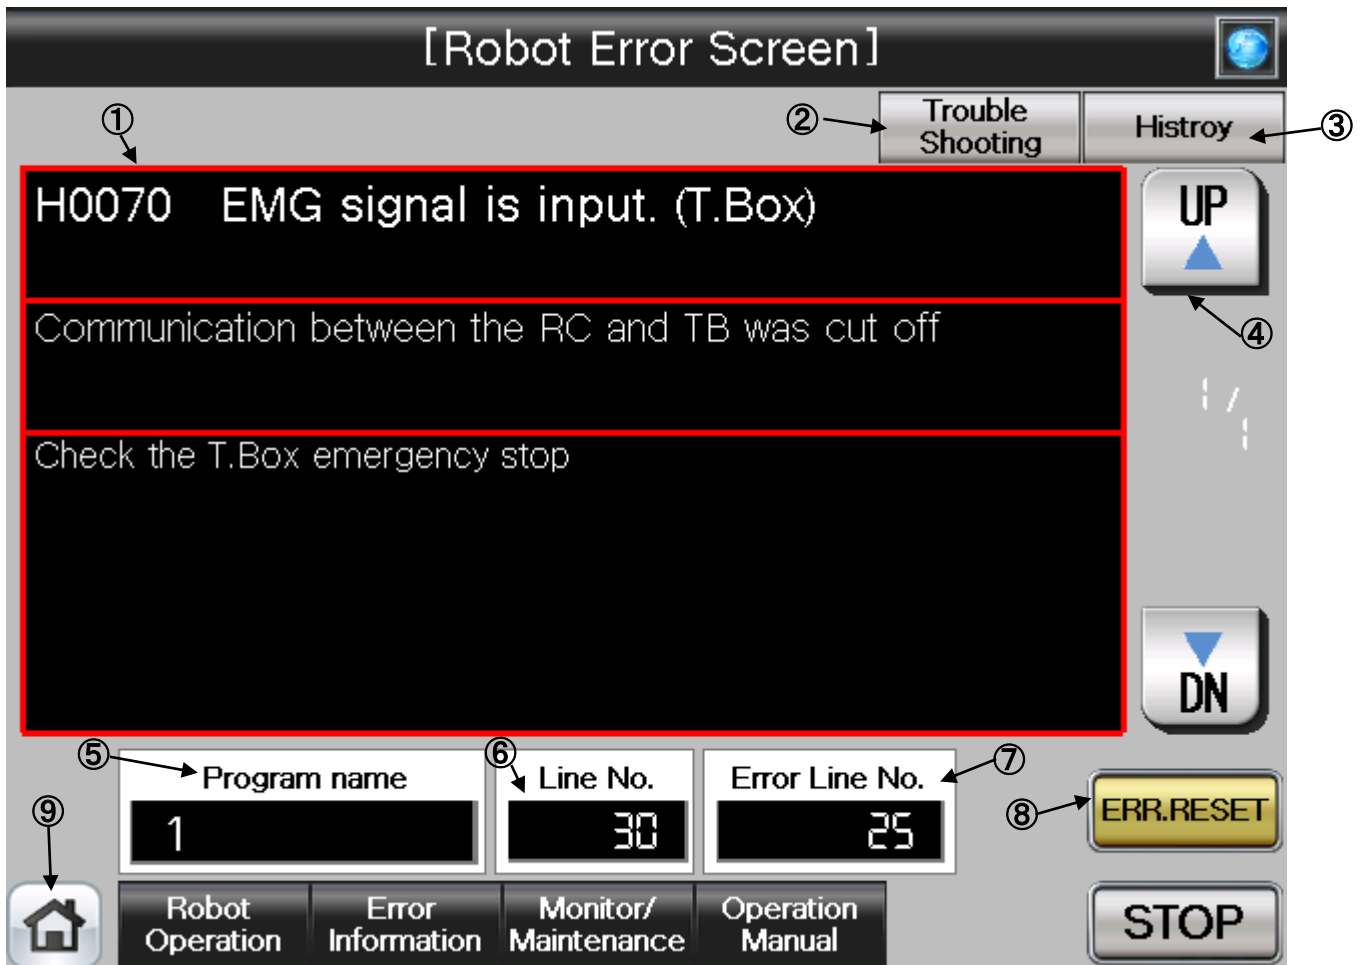 [Robot Error Screen]
① ② Trouble Shooting Histroy ③
H0070 EMG signal is input. (T.Box)
UP
Communication between the RC and TB was cut off
④
1/1
Check the T.Box emergency stop
DN
⑤ Program name ⑥ Line No. Error Line No. ⑦
1 30 25
⑧ ERR.RESET
⑨
Robot Operation
Error Information
Monitor/ Maintenance
Operation Manual
STOP